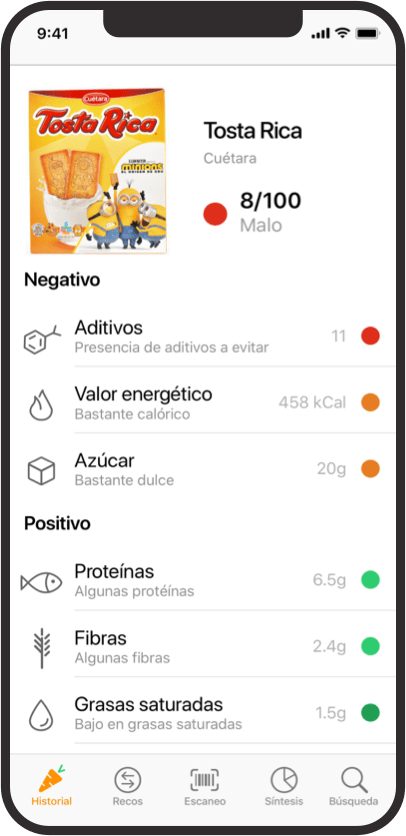 9:41
Cuétara
Tosta Rica
MINIONS
Tosta Rica
Cuétara
8/100
Malo
Negativo
Aditivos
11
Presencia de aditivos a evitar
Valor energético
458 kCal
Bastante calórico
Azúcar
20g
Bastante dulce
Positivo
Proteínas
6.5g
Algunas protéínas
Fibras
2.4g
Algunas fibras
Grasas saturadas
1.5g
Bajo en grasas saturadas
Historial
Recos
Escaneo
Síntesis
Búsqueda